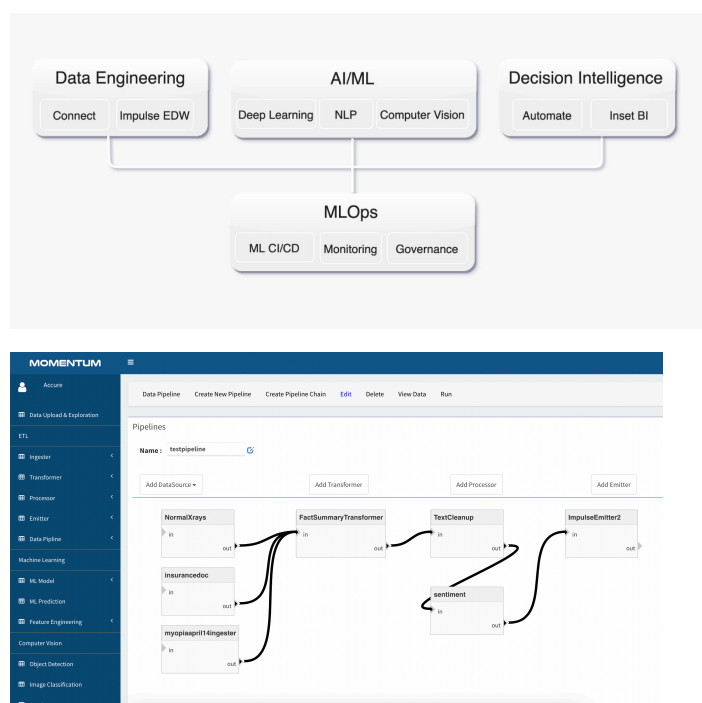 Data Engineering
Connect
Impulse EDW
AI/ML
Deep Learning
NLP
Computer Vision
Decision Intelligence
Automate
Inset BI
MLOps
ML CI/CD
Monitoring
Governance
MOMENTUM
Accure
Data Upload & Exploration
ETL
Ingester
Transformer
Processor
Emitter
Data Pipline
Machine Learning
ML Model
ML Prediction
Feature Engineering
Computer Vision
Object Detection
Image Classification
Data Pipeline
Create New Pipeline
Create Pipeline Chain
Edit
Delete
View Data
Run
Pipelines
Name : testpipeline
Add DataSource
Add Transformer
Add Processor
Add Emitter
NormalXrays
in
out
insurancedoc
in
out
myopiaapril14ingester
in
out
FactSummaryTransformer
in
out
TextCleanup
in
out
sentiment
in
out
ImpulseEmitter2
in
out